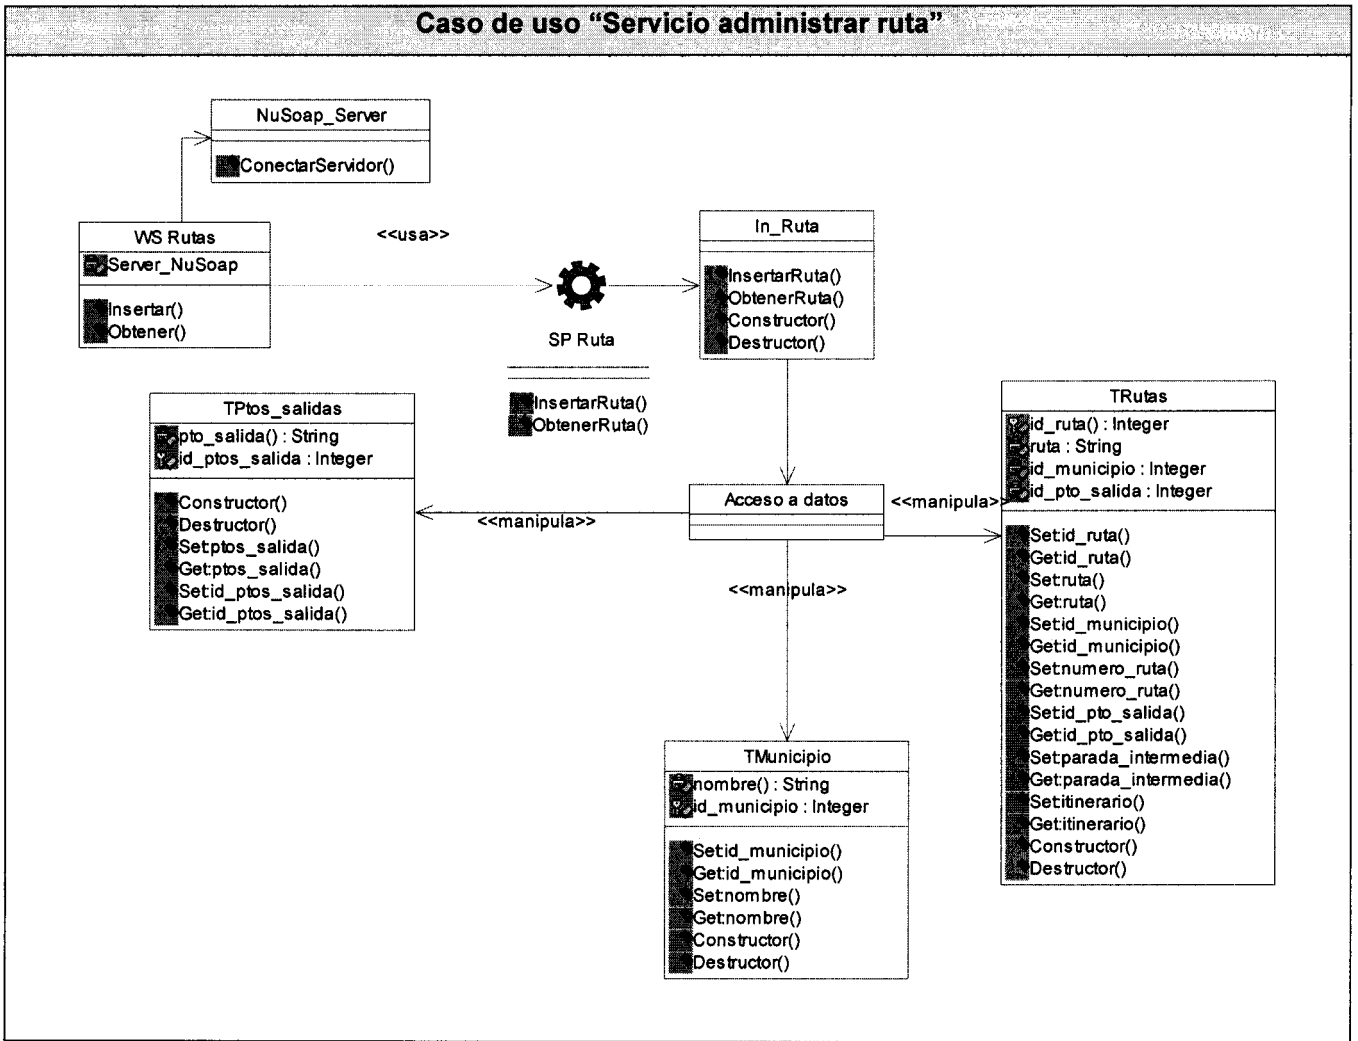 Caso de uso “Servicio administrar ruta”
NuSoap_Server
ConectarServidor()
WS Rutas
Server_NuSoap
Insertar()
Obtener()
<<usa>>
SP Ruta
InsertarRuta()
ObtenerRuta()
In_Ruta
InsertarRuta()
ObtenerRuta()
Constructor()
Destructor()
TPtos_salidas
pto_salida() : String
id_ptos_salida : Integer
Constructor()
Destructor()
Set:ptos_salida()
Get:ptos_salida()
Set:id_ptos_salida()
Get:id_ptos_salida()
<<manipula>>
Acceso a datos
<<manipula>>
<<manipula>>
TRutas
id_ruta() : Integer
ruta : String
id_municipio : Integer
id_pto_salida : Integer
Set:id_ruta()
Get:id_ruta()
Set:ruta()
Get:ruta()
Set:id_municipio()
Get:id_municipio()
Set:numero_ruta()
Get:numero_ruta()
Set:id_pto_salida()
Get:id_pto_salida()
Set:parada_intermedia()
Get:parada_intermedia()
Set:itinerario()
Get:itinerario()
Constructor()
Destructor()
TMunicipio
nombre() : String
id_municipio : Integer
Set:id_municipio()
Get:id_municipio()
Set:nombre()
Get:nombre()
Constructor()
Destructor()